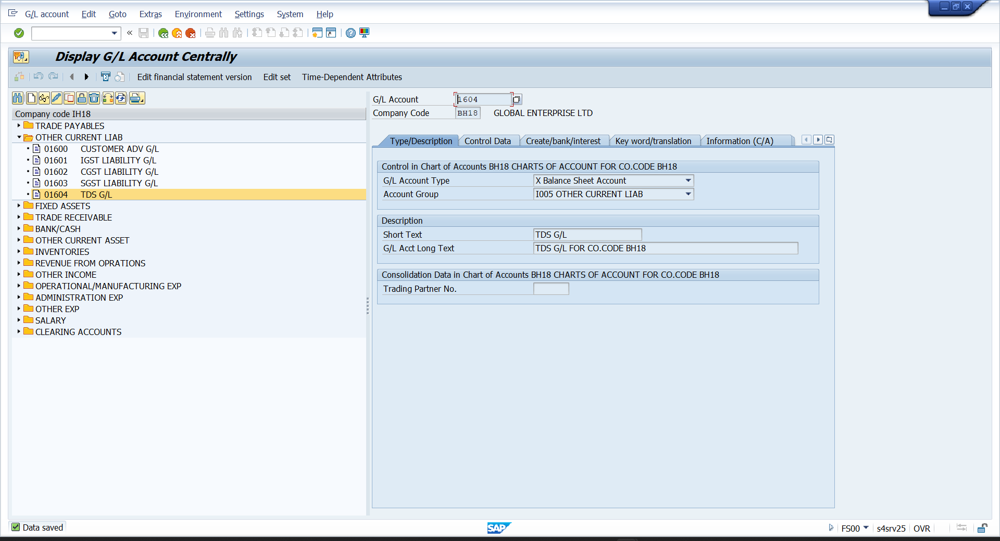 G/L account Edit Goto Extras Environment Settings System Help
Display G/L Account Centrally
Edit financial statement version Edit set Time-Dependent Attributes
Company code IH18
TRADE PAYABLES
OTHER CURRENT LIAB
01600 CUSTOMER ADV G/L
01601 IGST LIABILITY G/L
01602 CGST LIABILITY G/L
01603 SGST LIABILITY G/L
01604 TDS G/L
FIXED ASSETS
TRADE RECEIVABLE
BANK/CASH
OTHER CURRENT ASSET
INVENTORIES
REVENUE FROM OPRATIONS
OTHER INCOME
OPERATIONAL/MANUFACTURING EXP
ADMINISTRATION EXP
OTHER EXP
SALARY
CLEARING ACCOUNTS
G/L Account 1604
Company Code BH18 GLOBAL ENTERPRISE LTD
Type/Description Control Data Create/bank/interest Key word/translation Information (C/A)
Control in Chart of Accounts BH18 CHARTS OF ACCOUNT FOR CO.CODE BH18
G/L Account Type X Balance Sheet Account
Account Group I005 OTHER CURRENT LIAB
Description
Short Text TDS G/L
G/L Acct Long Text TDS G/L FOR CO.CODE BH18
Consolidation Data in Chart of Accounts BH18 CHARTS OF ACCOUNT FOR CO.CODE BH18
Trading Partner No.
Data saved
SAP
FS00 s4srv25 OVR